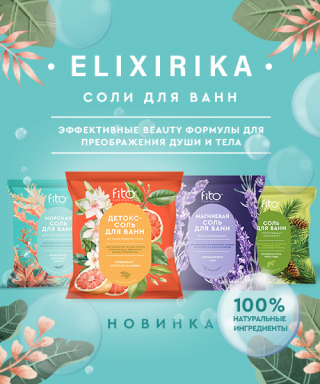 • ELIXIRIKA •
СОЛИ ДЛЯ ВАНН
ЭФФЕКТИВНЫЕ BEAUTY ФОРМУЛЫ ДЛЯ
ПРЕОБРАЖЕНИЯ ДУШИ И ТЕЛА
fito
МОРСКАЯ
СОЛЬ
ДЛЯ ВАНН
fito
ДЕТОКС-
СОЛЬ
ДЛЯ ВАНН
fito
МАГНИЕВАЯ
СОЛЬ
ДЛЯ ВАНН
fito
СОЛЬ
ДЛЯ ВАНН
НОВИНКА
100%
НАТУРАЛЬНЫЕ
ИНГРЕДИЕНТЫ